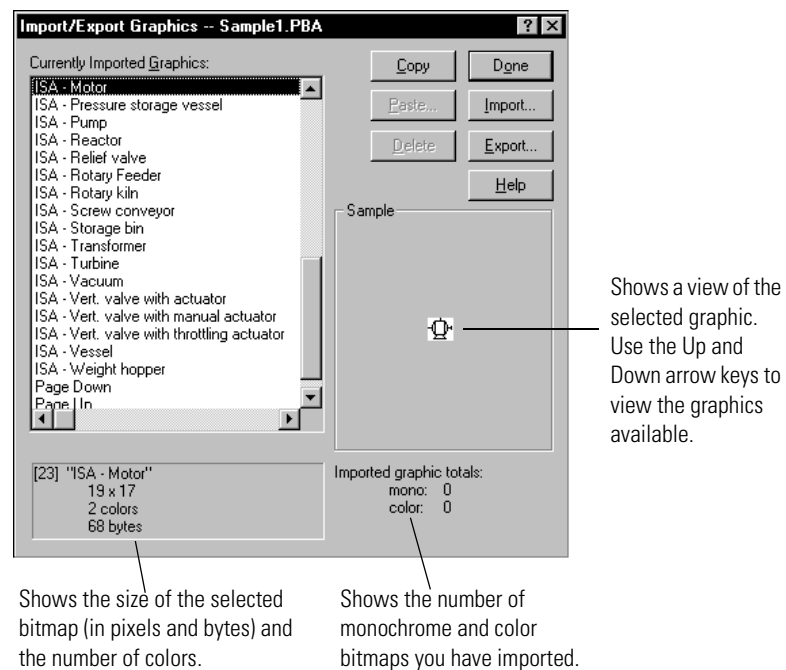 Import/Export Graphics -- Sample1.PBA
Currently Imported Graphics:
ISA - Motor
ISA - Pressure storage vessel
ISA - Pump
ISA - Reactor
ISA - Relief valve
ISA - Rotary Feeder
ISA - Rotary kiln
ISA - Screw conveyor
ISA - Storage bin
ISA - Transformer
ISA - Turbine
ISA - Vacuum
ISA - Vert. valve with actuator
ISA - Vert. valve with manual actuator
ISA - Vert. valve with throttling actuator
ISA - Vessel
ISA - Weight hopper
Page Down
Page Up
Copy
Done
Paste...
Import...
Delete
Export...
Help
Sample
[23] "ISA - Motor"
19 x 17
2 colors
68 bytes
Imported graphic totals:
mono: 0
color: 0
Shows a view of the
selected graphic.
Use the Up and
Down arrow keys to
view the graphics
available.
Shows the size of the selected
bitmap (in pixels and bytes) and
the number of colors.
Shows the number of
monochrome and color
bitmaps you have imported.